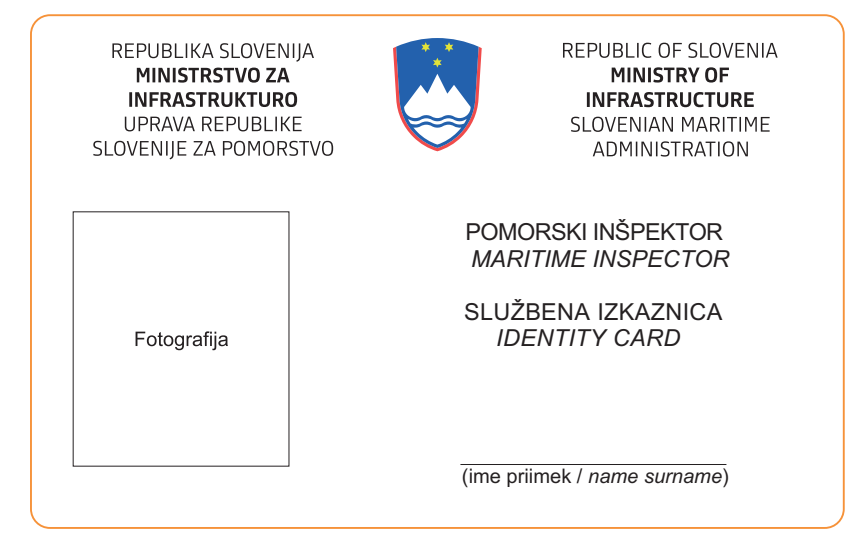 REPUBLIKA SLOVENIJA
MINISTRSTVO ZA
INFRASTRUKTURO
UPRAVA REPUBLIKE
SLOVENIJE ZA POMORSTVO
REPUBLIC OF SLOVENIA
MINISTRY OF
INFRASTRUCTURE
SLOVENIAN MARITIME
ADMINISTRATION
Fotografija
POMORSKI INŠPEKTOR
MARITIME INSPECTOR
SLUŽBENA IZKAZNICA
IDENTITY CARD
(ime priimek / name surname)